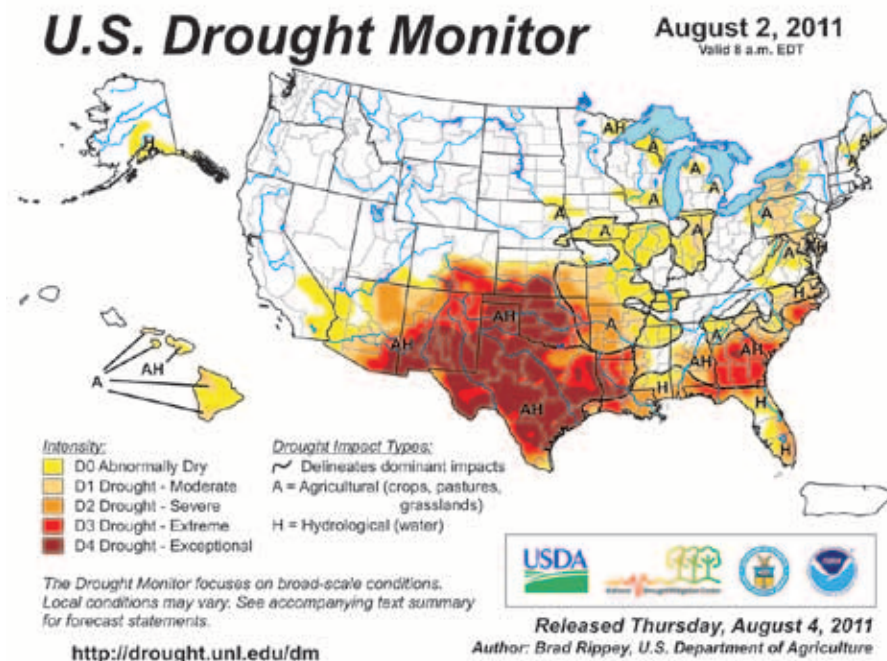 U.S. Drought Monitor
August 2, 2011
Valid 8 a.m. EDT
H
AH
A
A
A
A
A
A
A
A
A
A
AH
H
AH
A
A
AH
AH
AH
AH
H
H
AH
A
AH
Intensity:
D0 Abnormally Dry
D1 Drought - Moderate
D2 Drought - Severe
D3 Drought - Extreme
D4 Drought - Exceptional
Drought Impact Types:
Delineates dominant impacts
A = Agricultural (crops, pastures,
grasslands)
H = Hydrological (water)
The Drought Monitor focuses on broad-scale conditions.
Local conditions may vary. See accompanying text summary
for forecast statements.
http://drought.unl.edu/dm
USDA
Released Thursday, August 4, 2011
Author: Brad Rippey, U.S. Department of Agriculture